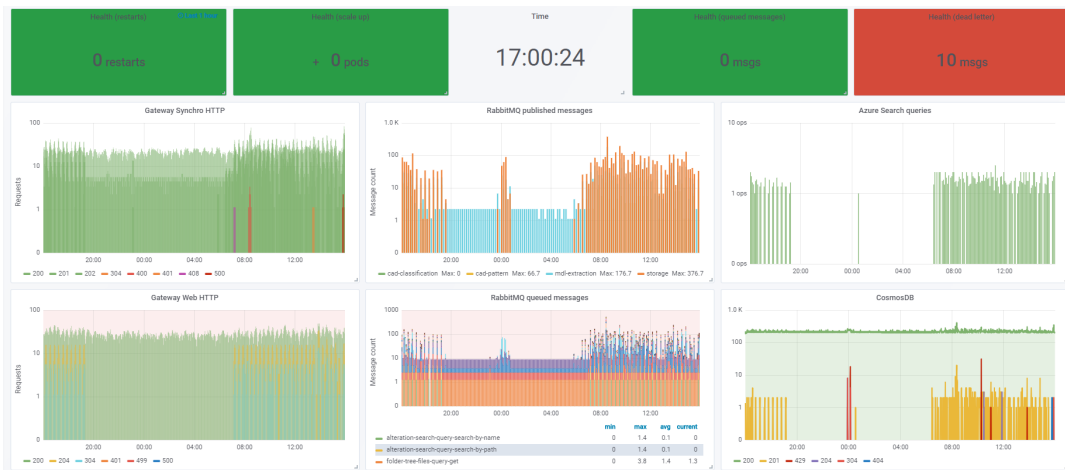 Health (restarts)
Last 1 hour
0 restarts
Health (scale up)
+ 0 pods
Time
17:00:24
Health (queued messages)
0 msgs
Health (dead letter)
10 msgs
Gateway Synchro HTTP
Requests
100
10
1
0
20:00 00:00 04:00 08:00 12:00
200 201 202 304 400 401 408 500
RabbitMQ published messages
Message count
1.0 K
100
10
1
0
20:00 00:00 04:00 08:00 12:00
cad-classification Max: 0 cad-pattern Max: 66.7 mdl-extraction Max: 176.7 storage Max: 376.7
Azure Search queries
10 ops
1 ops
0 ops
20:00 00:00 04:00 08:00 12:00
Gateway Web HTTP
Requests
100
10
1
0
20:00 00:00 04:00 08:00 12:00
200 204 304 401 499 500
RabbitMQ queued messages
Message count
1000
100
10
1
0
20:00 00:00 04:00 08:00 12:00
min max avg current
alteration-search-query-search-by-name 0 1.4 0.1 0
alteration-search-query-search-by-path 0 1.4 0.1 0
folder-tree-files-query-get 0 3.8 1.4 1.3
CosmosDB
1.0 K
100
10
1
0
20:00 00:00 04:00 08:00 12:00
200 201 429 204 304 404